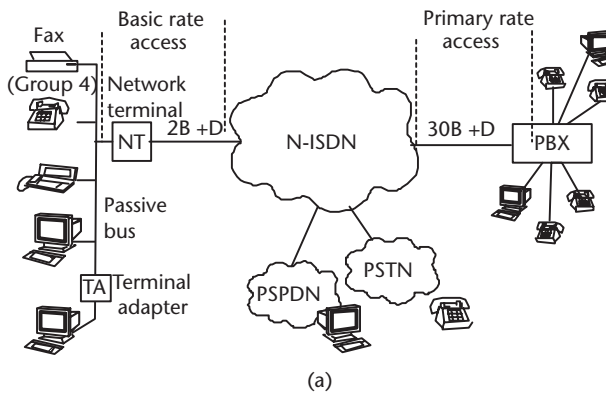 Fax
(Group 4)
Basic rate
access
Primary rate
access
Network
terminal
NT
2B +D
N-ISDN
30B +D
PBX
Passive
bus
TA
Terminal
adapter
PSPDN
PSTN
(a)